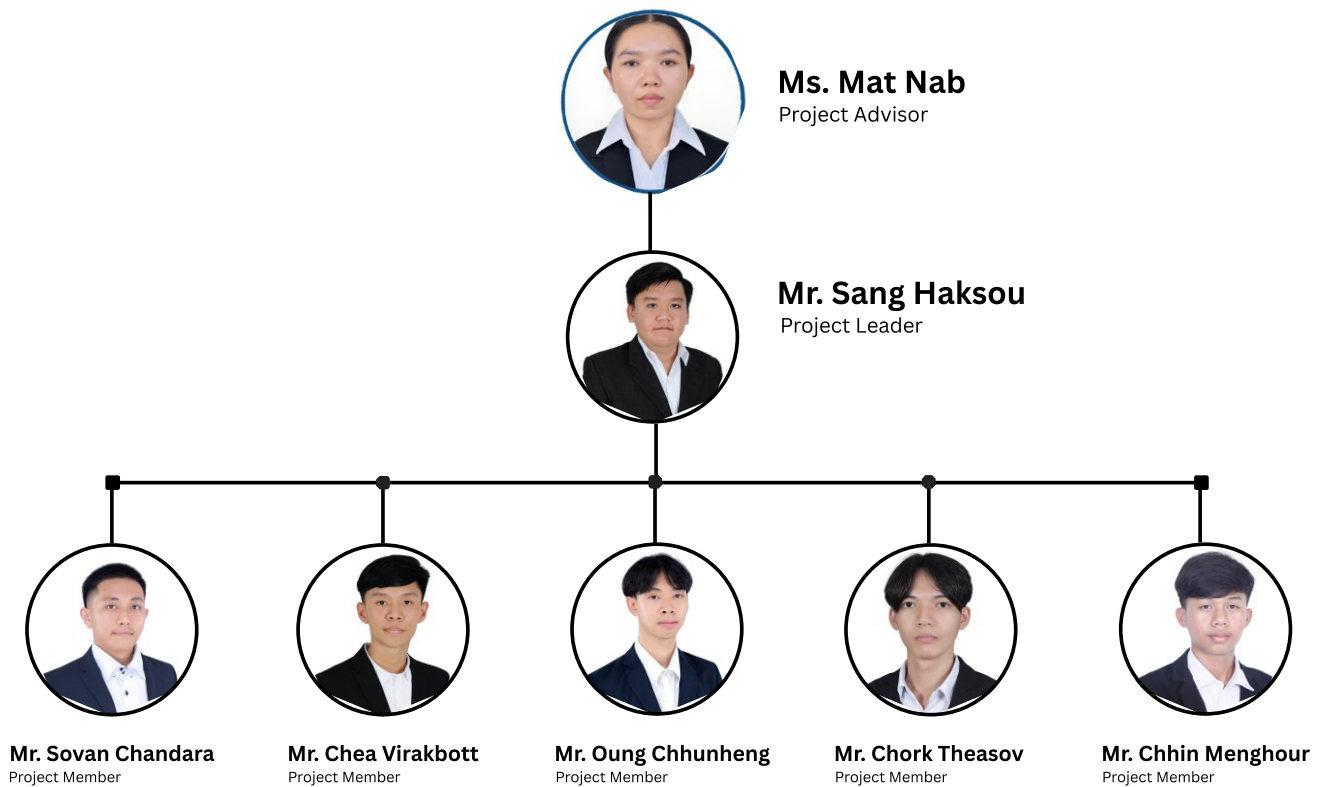 Ms. Mat Nab
Project Advisor
Mr. Sang Haksou
Project Leader
Mr. Sovan Chandara
Project Member
Mr. Chea Virakbott
Project Member
Mr. Oung Chhunheng
Project Member
Mr. Chork Theasov
Project Member
Mr. Chhin Menghour
Project Member